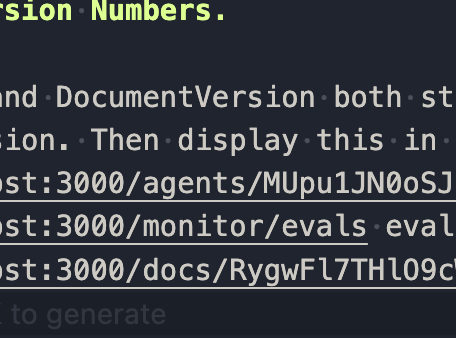 rsion Numbers.
and DocumentVersion both st
sion. Then display this in
ost:3000/agents/MUpu1JN0oSJ
ost:3000/monitor/evals eval
ost:3000/docs/RygwFl7THlO9c
to generate